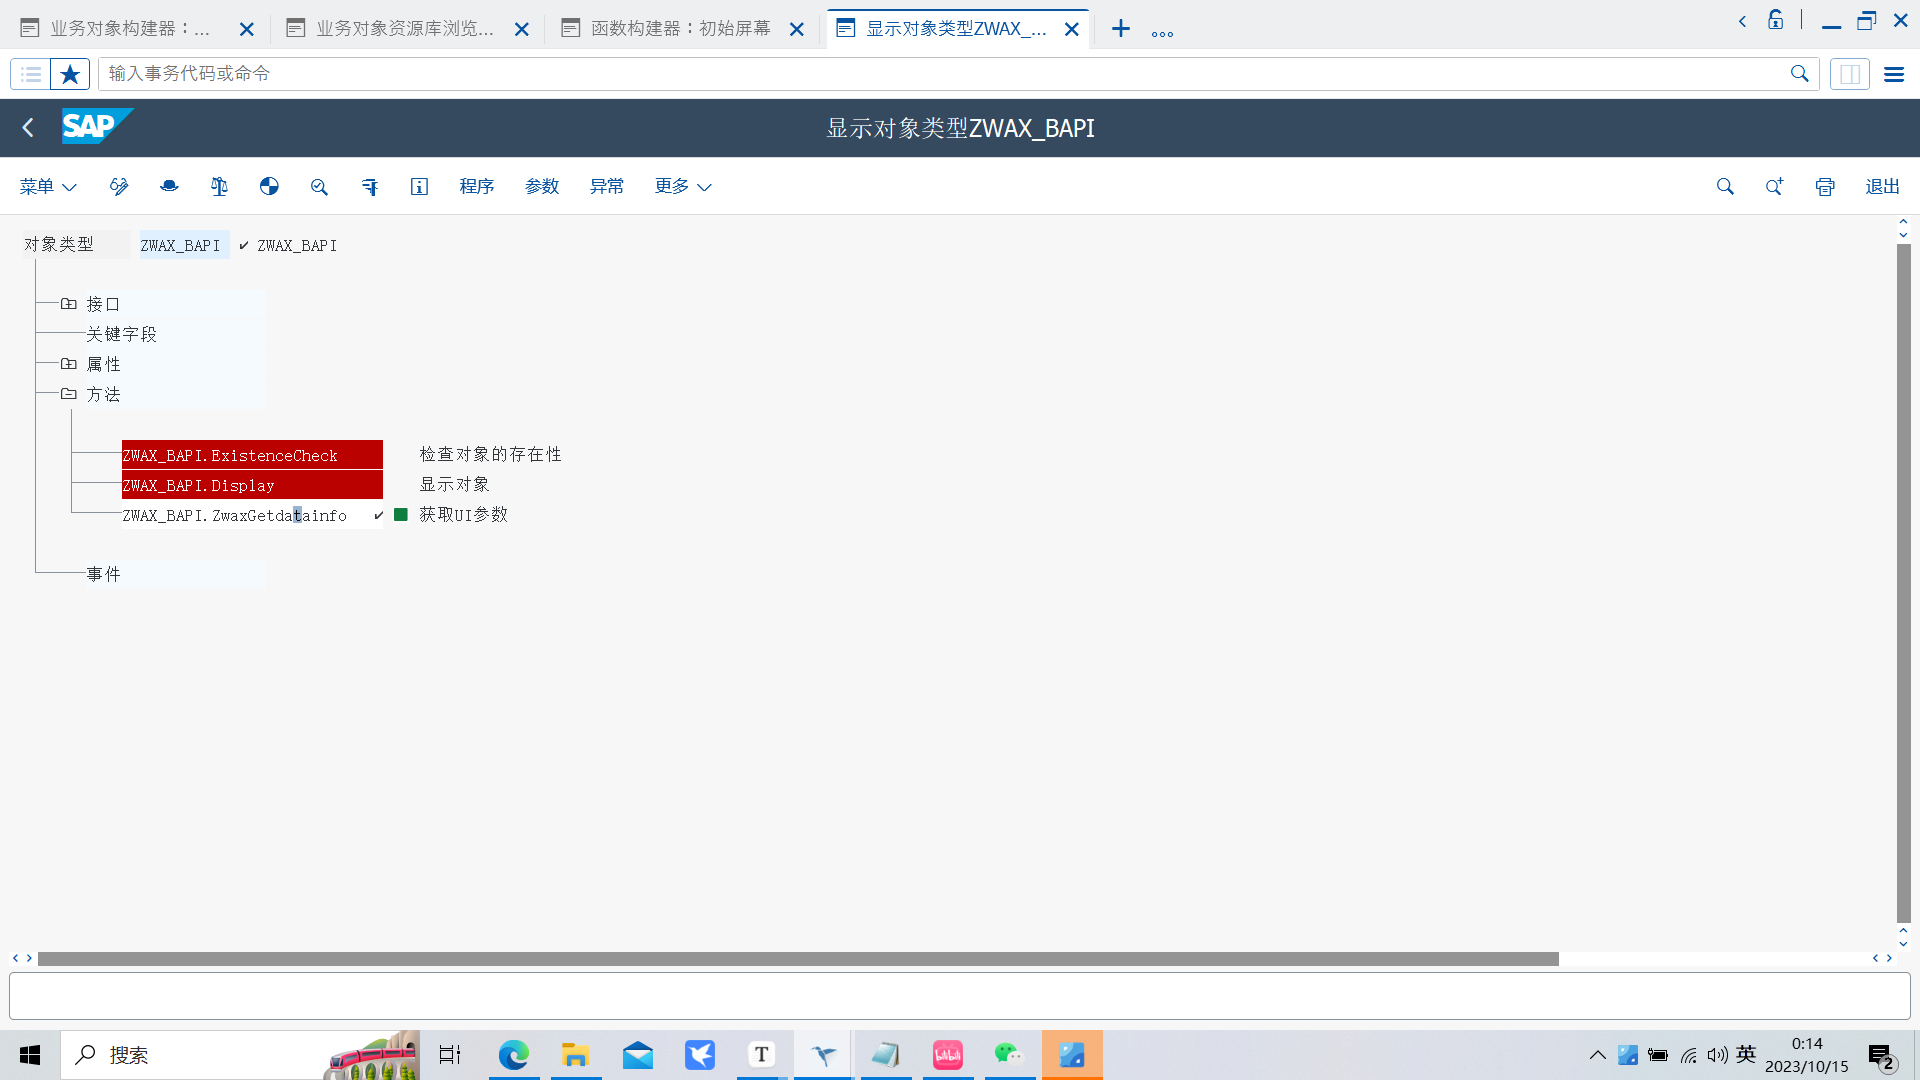 业务对象构建器：...
业务对象资源库浏览...
函数构建器：初始屏幕
显示对象类型ZWAX_...
输入事务代码或命令
SAP
显示对象类型ZWAX_BAPI
菜单
程序
参数
异常
更多
退出
对象类型 ZWAX_BAPI ZWAX_BAPI
接口
关键字段
属性
方法
ZWAX_BAPI.ExistenceCheck 检查对象的存在性
ZWAX_BAPI.Display 显示对象
ZWAX_BAPI.ZwaxGetdatainfo 获取UI参数
事件
搜索
T
bilibili
英
0:14
2023/10/15
2